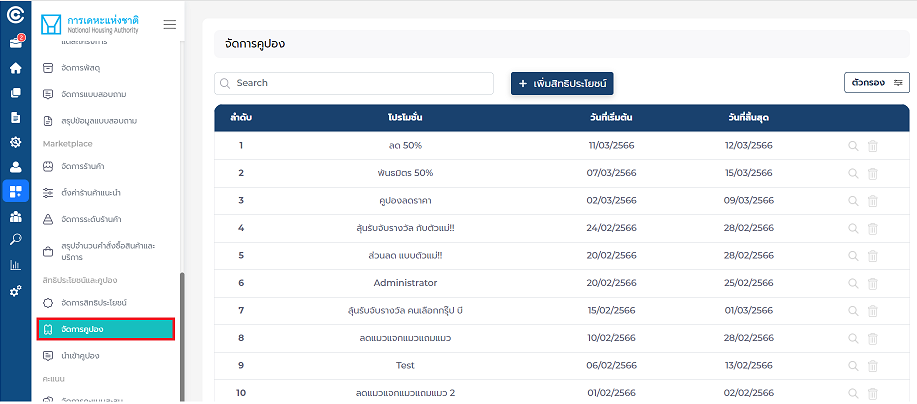 2
การเคหะแห่งชาติ
National Housing Authority
จัดการพัสดุ
จัดการแบบสอบถาม
สรุปข้อมูลแบบสอบถาม
Marketplace
จัดการร้านค้า
ตั้งค่าร้านค้าแนะนำ
จัดการระดับร้านค้า
สรุปจำนวนคำสั่งซื้อสินค้าและ
บริการ
สิทธิประโยชน์และคูปอง
จัดการสิทธิประโยชน์
จัดการคูปอง
นำเข้าคูปอง
คะแนน
จัดการคะแนนสะสม
จัดการคูปอง
Search + เพิ่มสิทธิประโยชน์ ตัวกรอง
ลำดับ โปรโมชั่น วันที่เริ่มต้น วันที่สิ้นสุด
1 ลด 50% 11/03/2566 12/03/2566
2 พันธมิตร 50% 07/03/2566 15/03/2566
3 คูปองลดราคา 02/03/2566 09/03/2566
4 ลุ้นรับจับรางวัล กับตัวแม่!! 24/02/2566 28/02/2566
5 ส่วนลด แบบตัวแม่!! 20/02/2566 28/02/2566
6 Administrator 20/02/2566 25/02/2566
7 ลุ้นรับจับรางวัล คนเลือกกรุ๊ป บี 15/02/2566 01/03/2566
8 ลดแมวแจกแมวแถมแมว 10/02/2566 28/02/2566
9 Test 06/02/2566 13/02/2566
10 ลดแมวแจกแมวแถมแมว 2 01/02/2566 02/02/2566